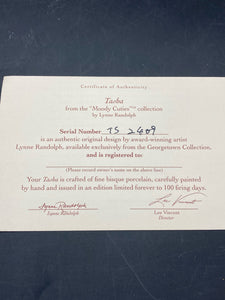 Certificate of Authenticity
Tasha
from the "Moody Cuties"™ collection
by Lynne Randolph
Serial Number TS 2409
is an authentic original design by award-winning artist
Lynne Randolph, available exclusively from the Georgetown Collection,
and is registered to:
(Please record owner's name on the above line)
Your Tasha is crafted of fine bisque porcelain, carefully painted
by hand and issued in an edition limited forever to 100 firing days.
Lynne Randolph
Lynne Randolph
Lee Vincent
Director